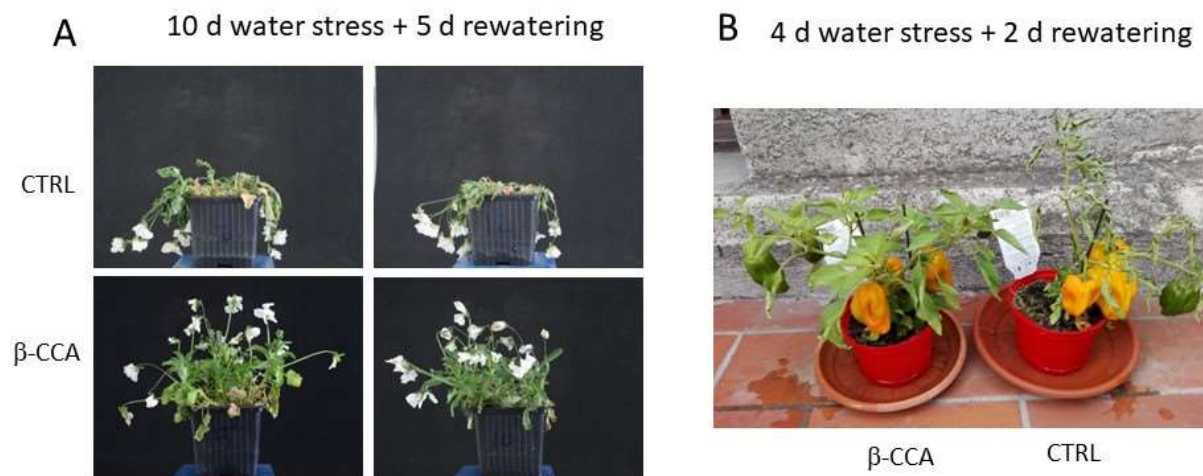 A
10 d water stress + 5 d rewatering
CTRL
β-CCA
B
4 d water stress + 2 d rewatering
β-CCA
CTRL